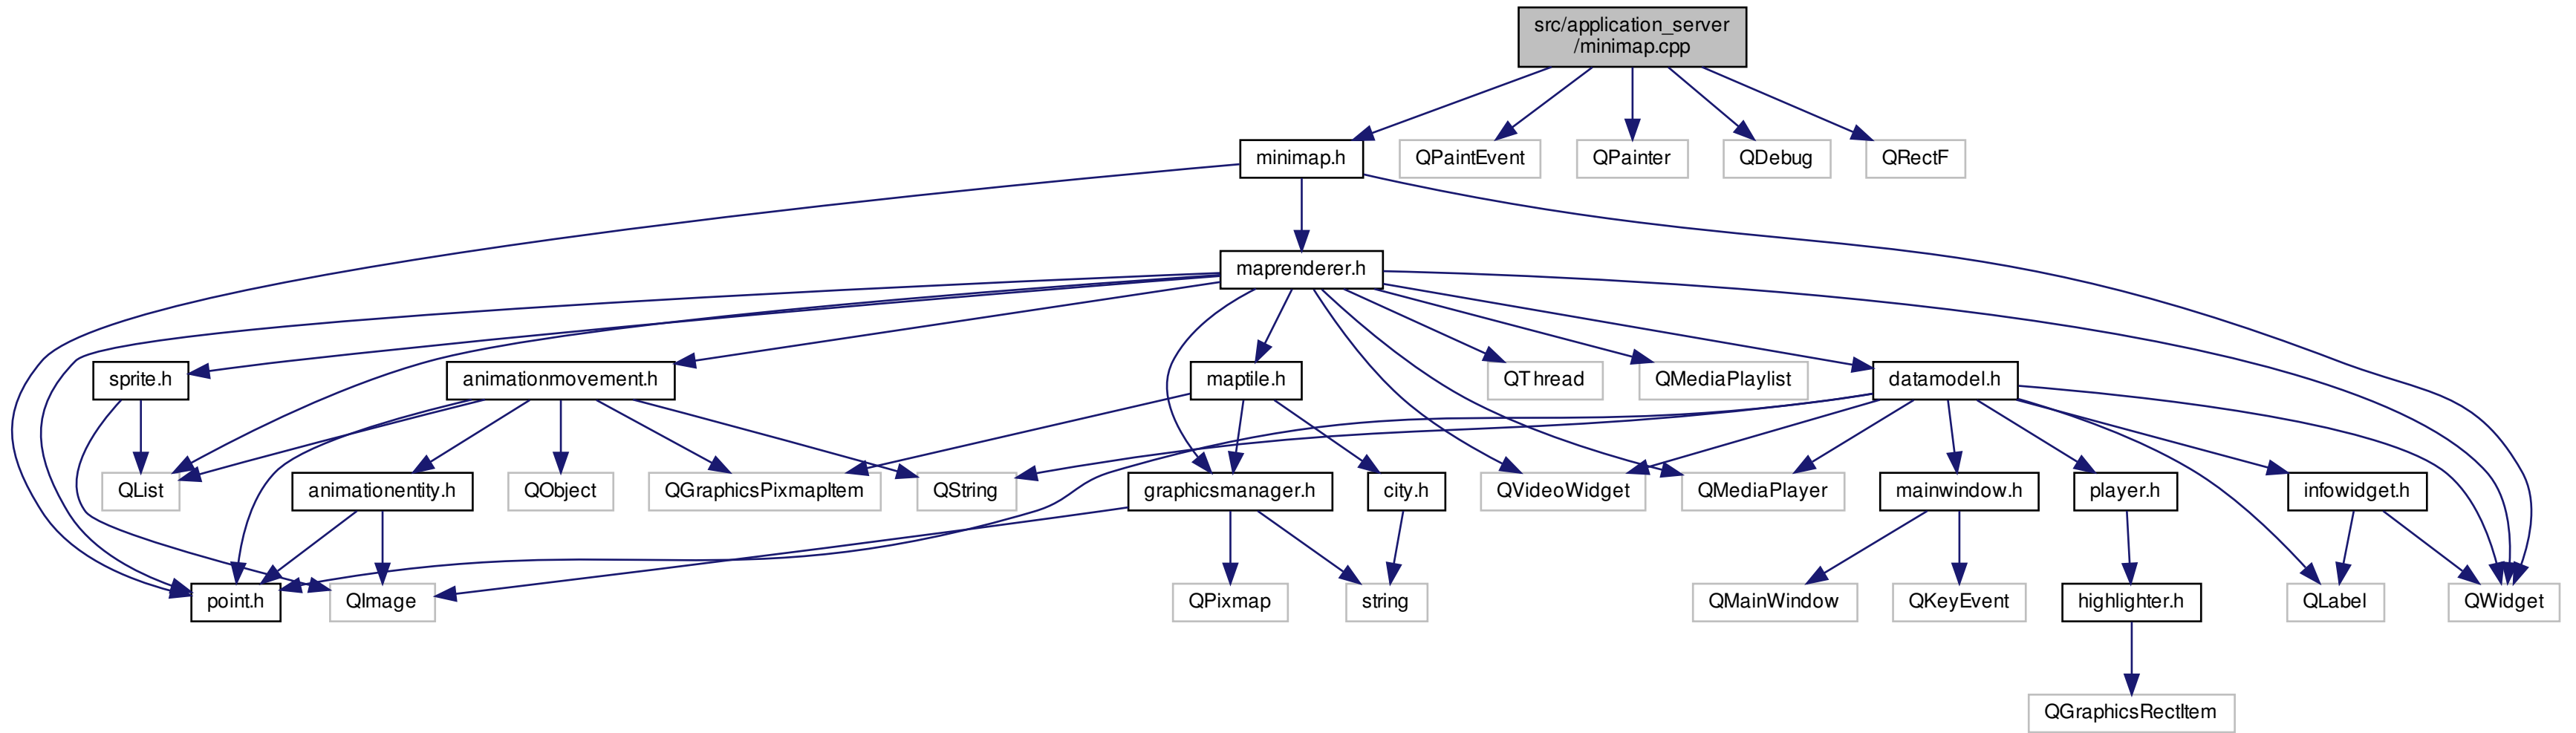 src/application_server
/minimap.cpp
minimap.h
QPaintEvent
QPainter
QDebug
QRectF
maprenderer.h
sprite.h
animationmovement.h
maptile.h
QThread
QMediaPlaylist
datamodel.h
QList
animationentity.h
QObject
QGraphicsPixmapItem
QString
graphicsmanager.h
city.h
QVideoWidget
QMediaPlayer
mainwindow.h
player.h
infowidget.h
point.h
QImage
QPixmap
string
QMainWindow
QKeyEvent
highlighter.h
QLabel
QWidget
QGraphicsRectItem